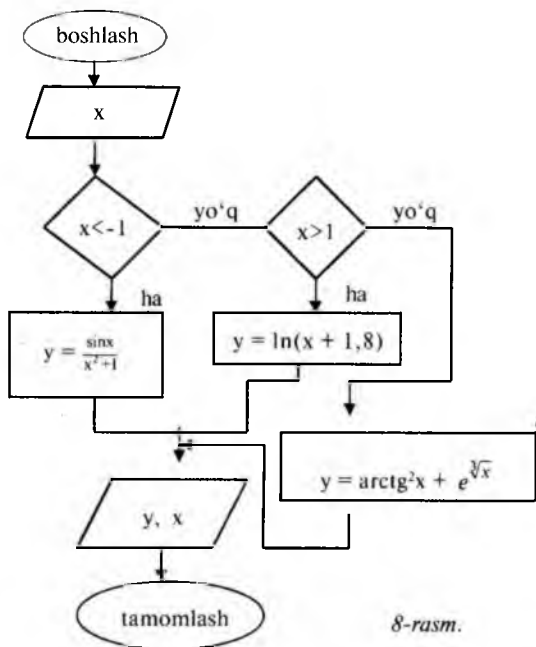 boshlash
x
x<-1
yo‘q
x>1
yo‘q
ha
ha
y = sinx / x²+1
y = ln(x + 1,8)
y = arctg²x + e^∛x
y, x
tamomlash
8-rasm.